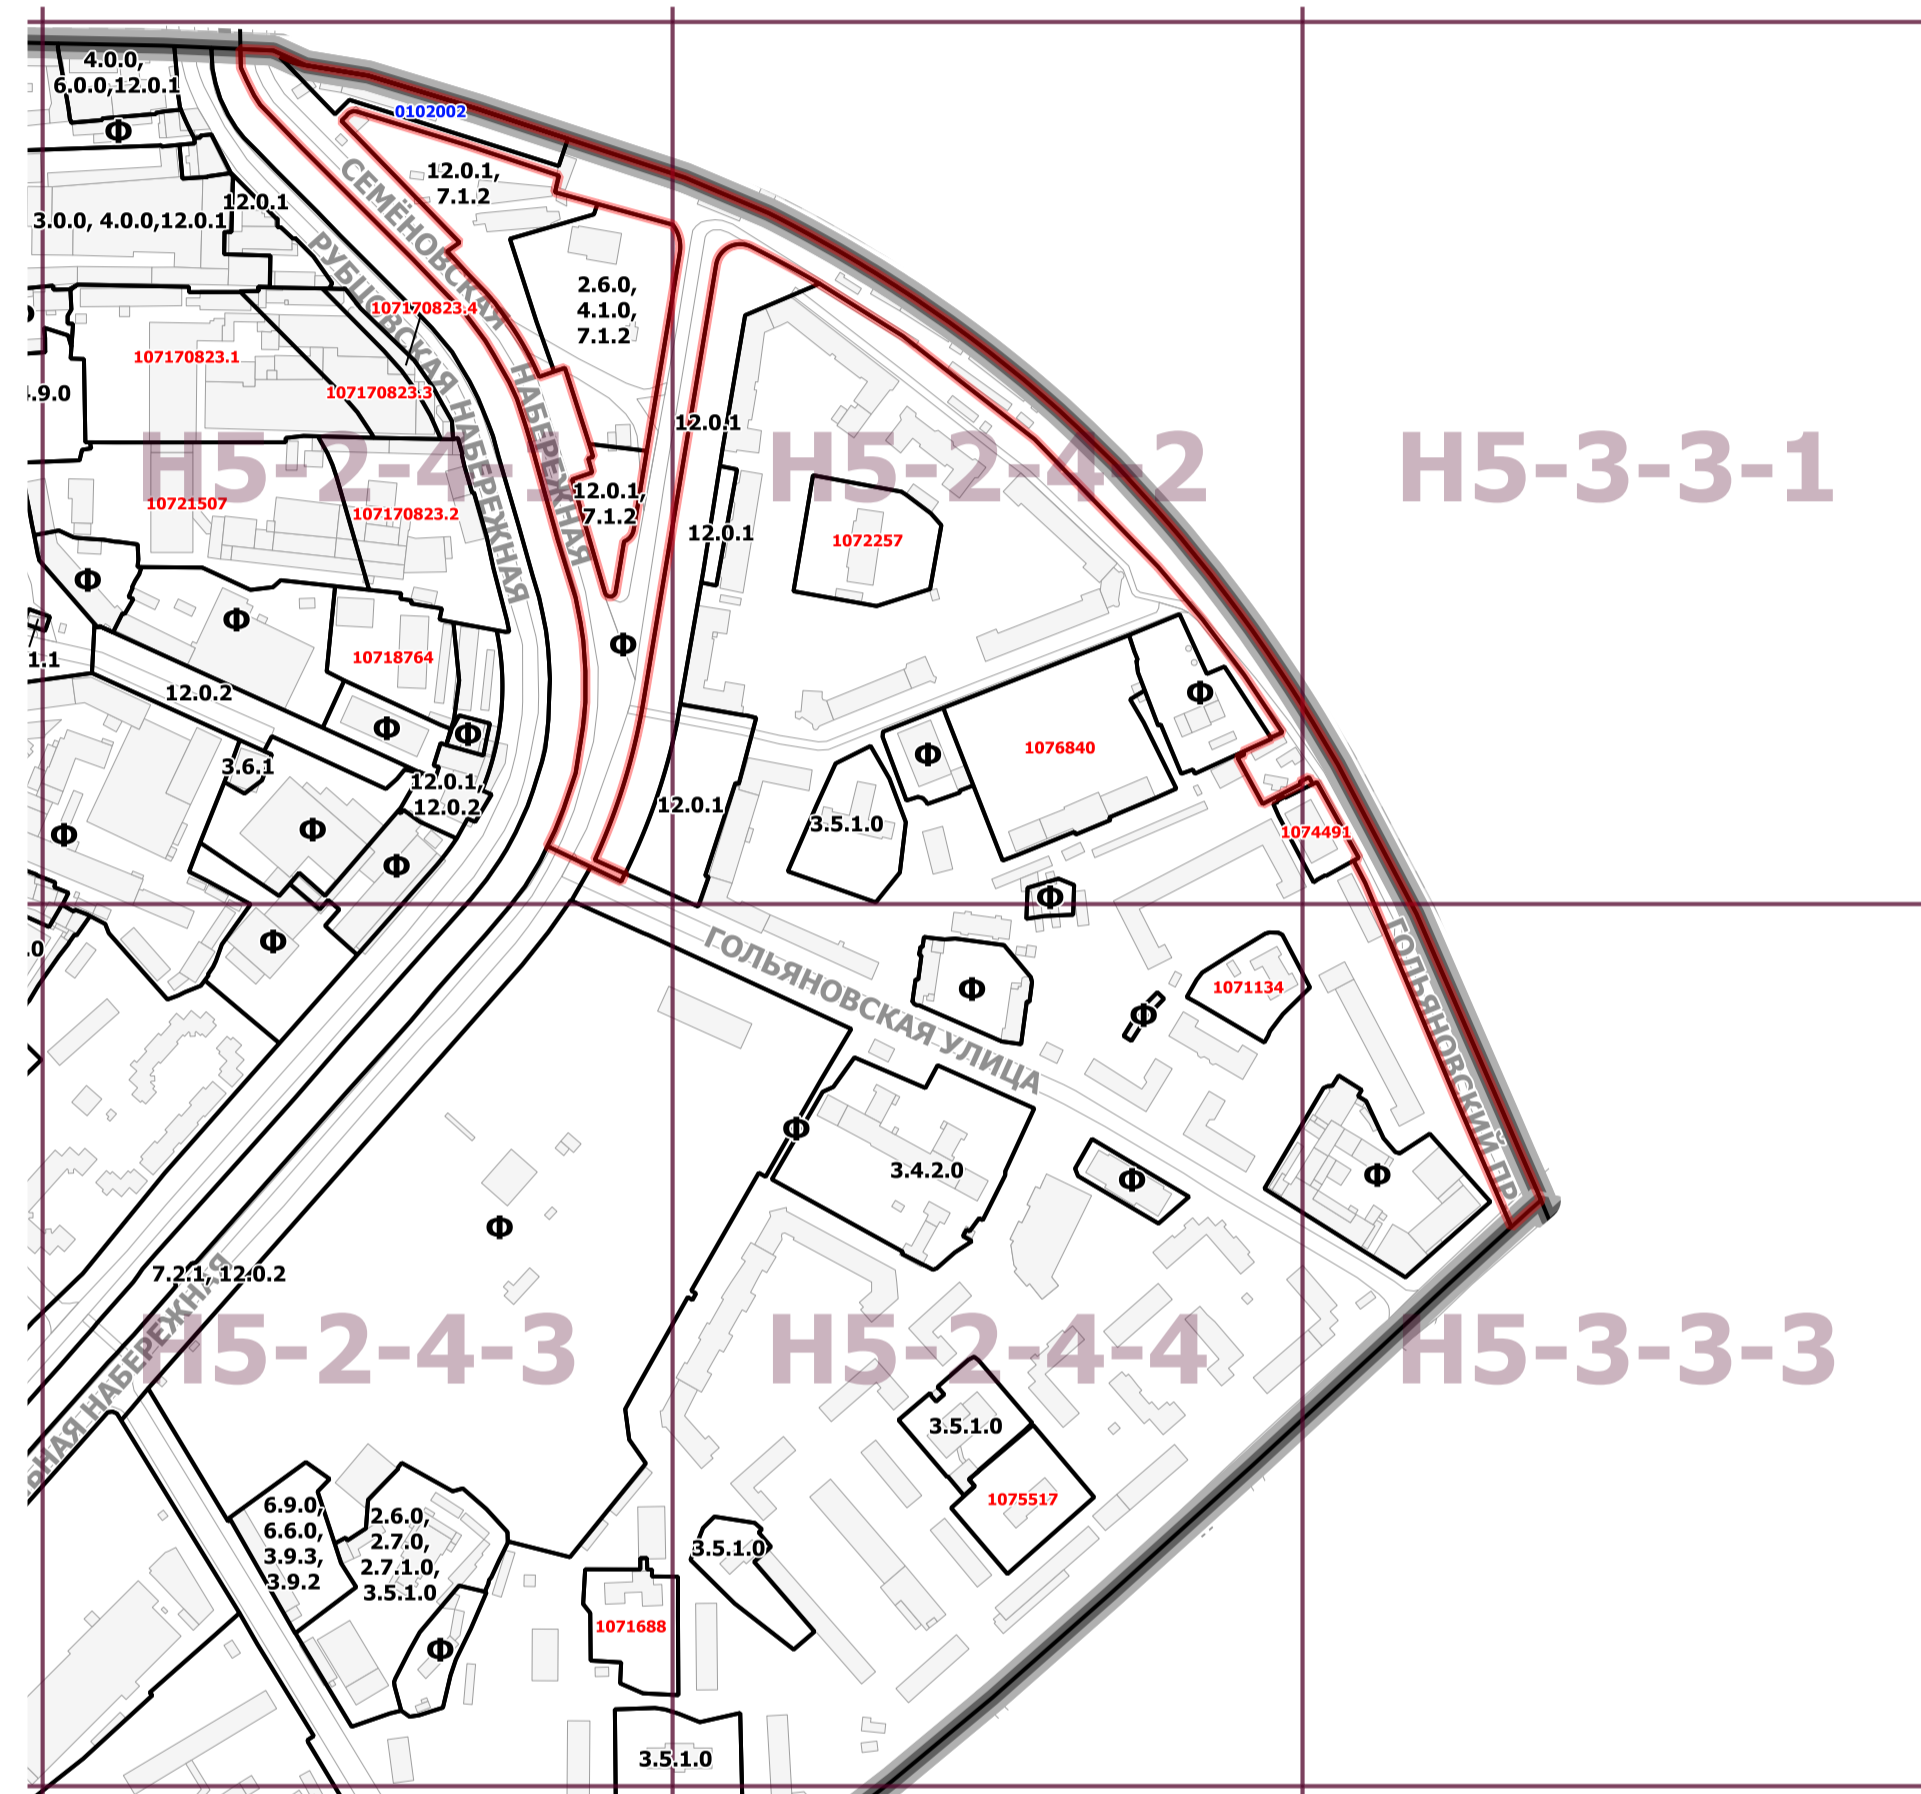 4.0.0,
6.0.0,12.0.1
Ф
0102002
12.0.1,
7.1.2
12.0.1
3.0.0, 4.0.0,12.0.1
СЕМЁНОВСКАЯ НАБЕРЕЖНАЯ
РУБЦОВСКАЯ НАБЕРЕЖНАЯ
2.6.0,
4.1.0,
7.1.2
107170823.4
107170823.1
107170823.3
12.0.1
Н5-2-4-1
Н5-2-4-2
Н5-3-3-1
10721507
107170823.2
12.0.1,
7.1.2
12.0.1
1072257
Ф
Ф
Ф
10718764
12.0.2
Ф
Ф
Ф
Ф
1076840
3.6.1
12.0.1,
12.0.2
12.0.1
3.5.1.0
Ф
Ф
Ф
1074491
Ф
Ф
ГОЛЬЯНОВСКАЯ УЛИЦА
ГОЛЬЯНОВСКИЙ ПР
Ф
1071134
Ф
Ф
3.4.2.0
Ф
Ф
Ф
7.2.1, 12.0.2
НАБЕРЕЖНАЯ
Н5-2-4-3
Н5-2-4-4
Н5-3-3-3
3.5.1.0
1075517
6.9.0,
6.6.0,
3.9.3,
3.9.2
2.6.0,
2.7.0,
2.7.1.0,
3.5.1.0
3.5.1.0
1071688
Ф
3.5.1.0